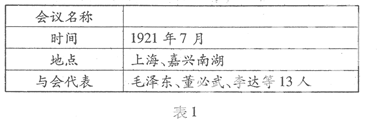 会议名称
时间 1921年7月
地点 上海、嘉兴南湖
与会代表 毛泽东、董必武、李达等13人
表1